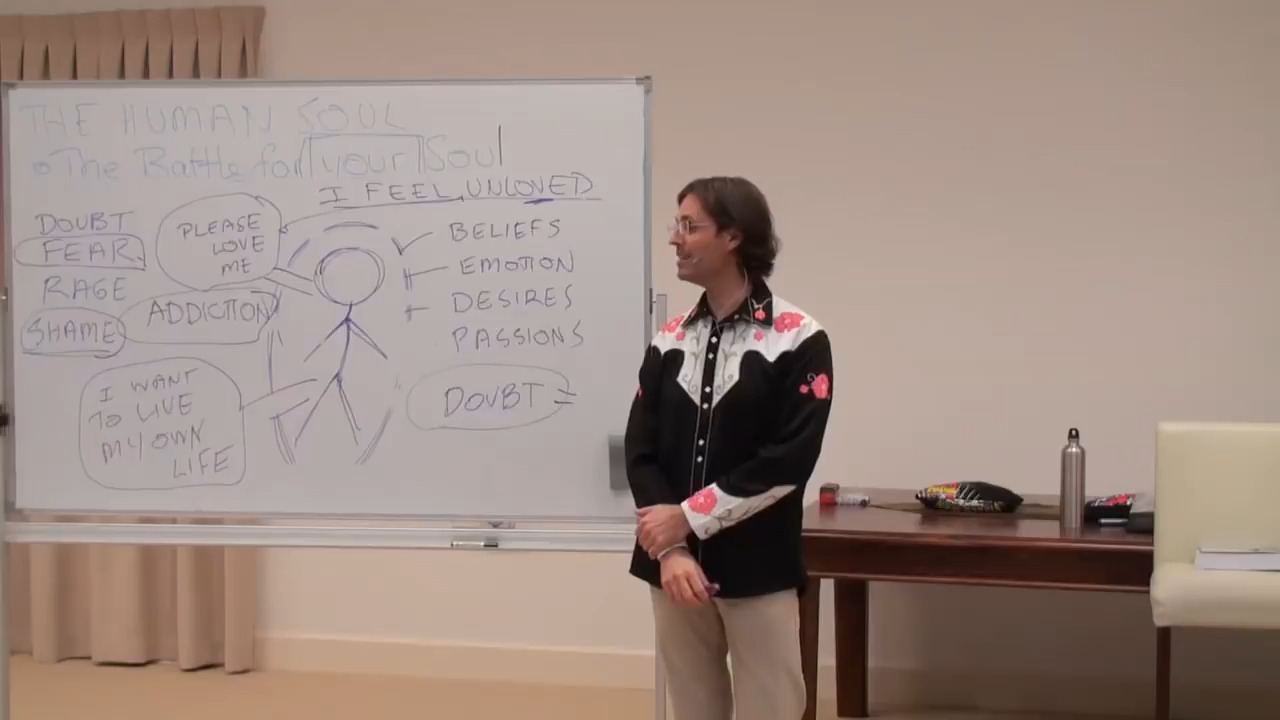 THE HUMAN SOUL
The Battle for your Soul
I FEEL UNLOVED
DOUBT
FEAR
RAGE
SHAME
PLEASE
LOVE
ME
ADDICTION
I WANT
TO LIVE
MY OWN
LIFE
BELIEFS
EMOTION
DESIRES
PASSIONS
DOUBT =